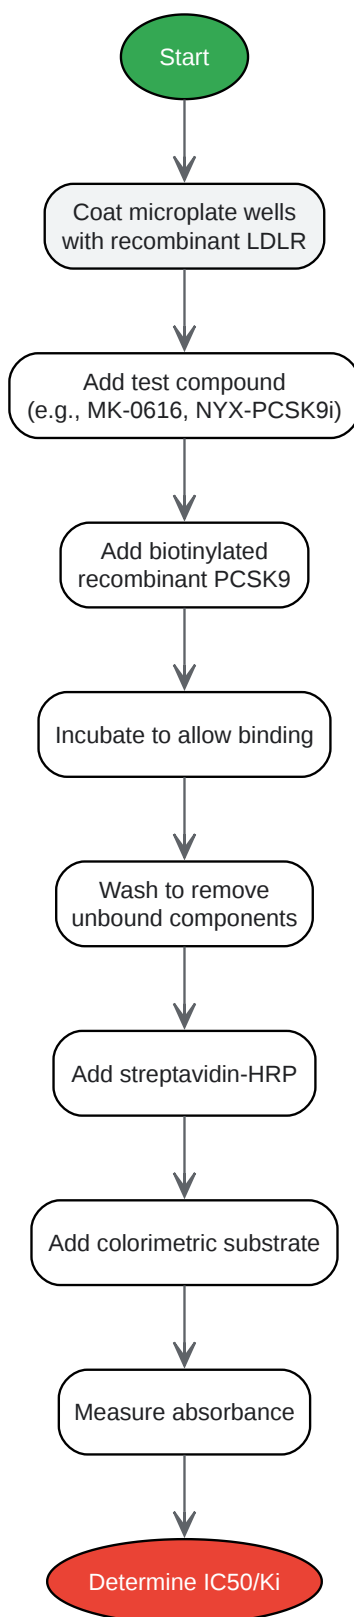 Start
Coat microplate wells
with recombinant LDLR
Add test compound
(e.g., MK-0616, NYX-PCSK9i)
Add biotinylated
recombinant PCSK9
Incubate to allow binding
Wash to remove
unbound components
Add streptavidin-HRP
Add colorimetric substrate
Measure absorbance
Determine IC50/Ki